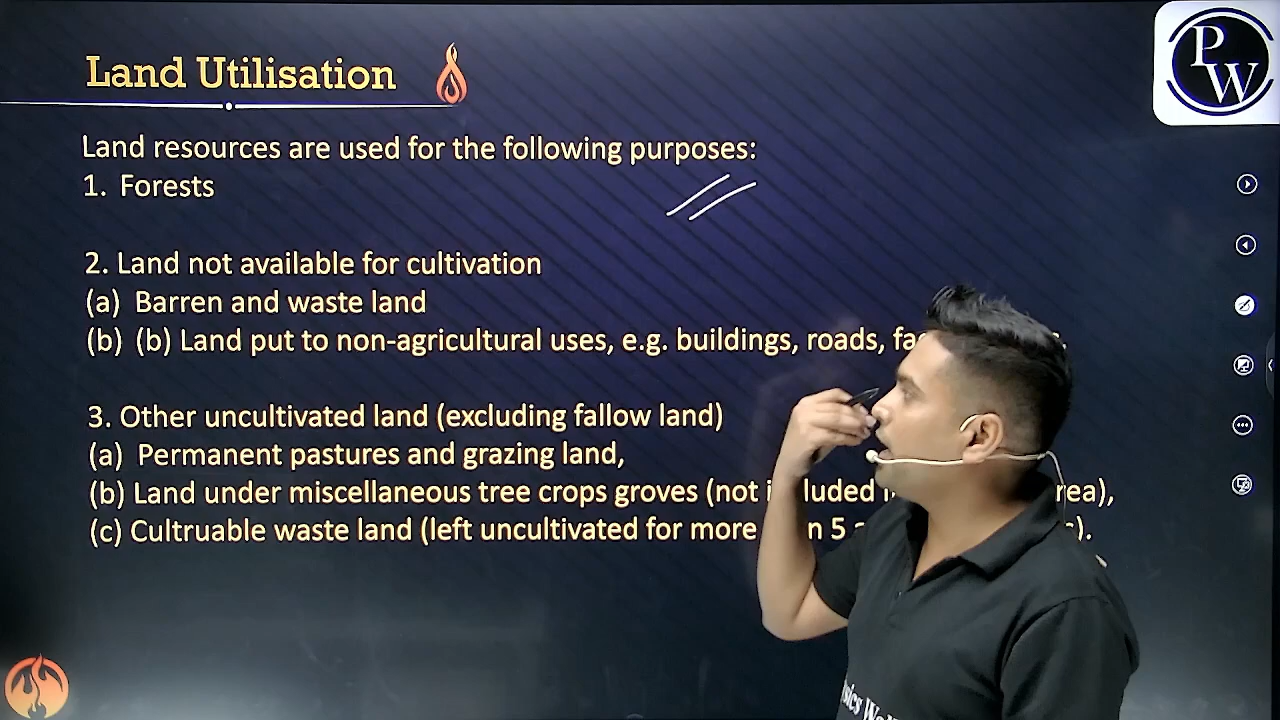 Land Utilisation
P
W
Land resources are used for the following purposes:
1. Forests
2. Land not available for cultivation
(a) Barren and waste land
(b) (b) Land put to non-agricultural uses, e.g. buildings, roads,
3. Other uncultivated land (excluding fallow land)
(a) Permanent pastures and grazing land,
(b) Land under miscellaneous tree crops groves (not
(c) Cultruable waste land (left uncultivated for more 5